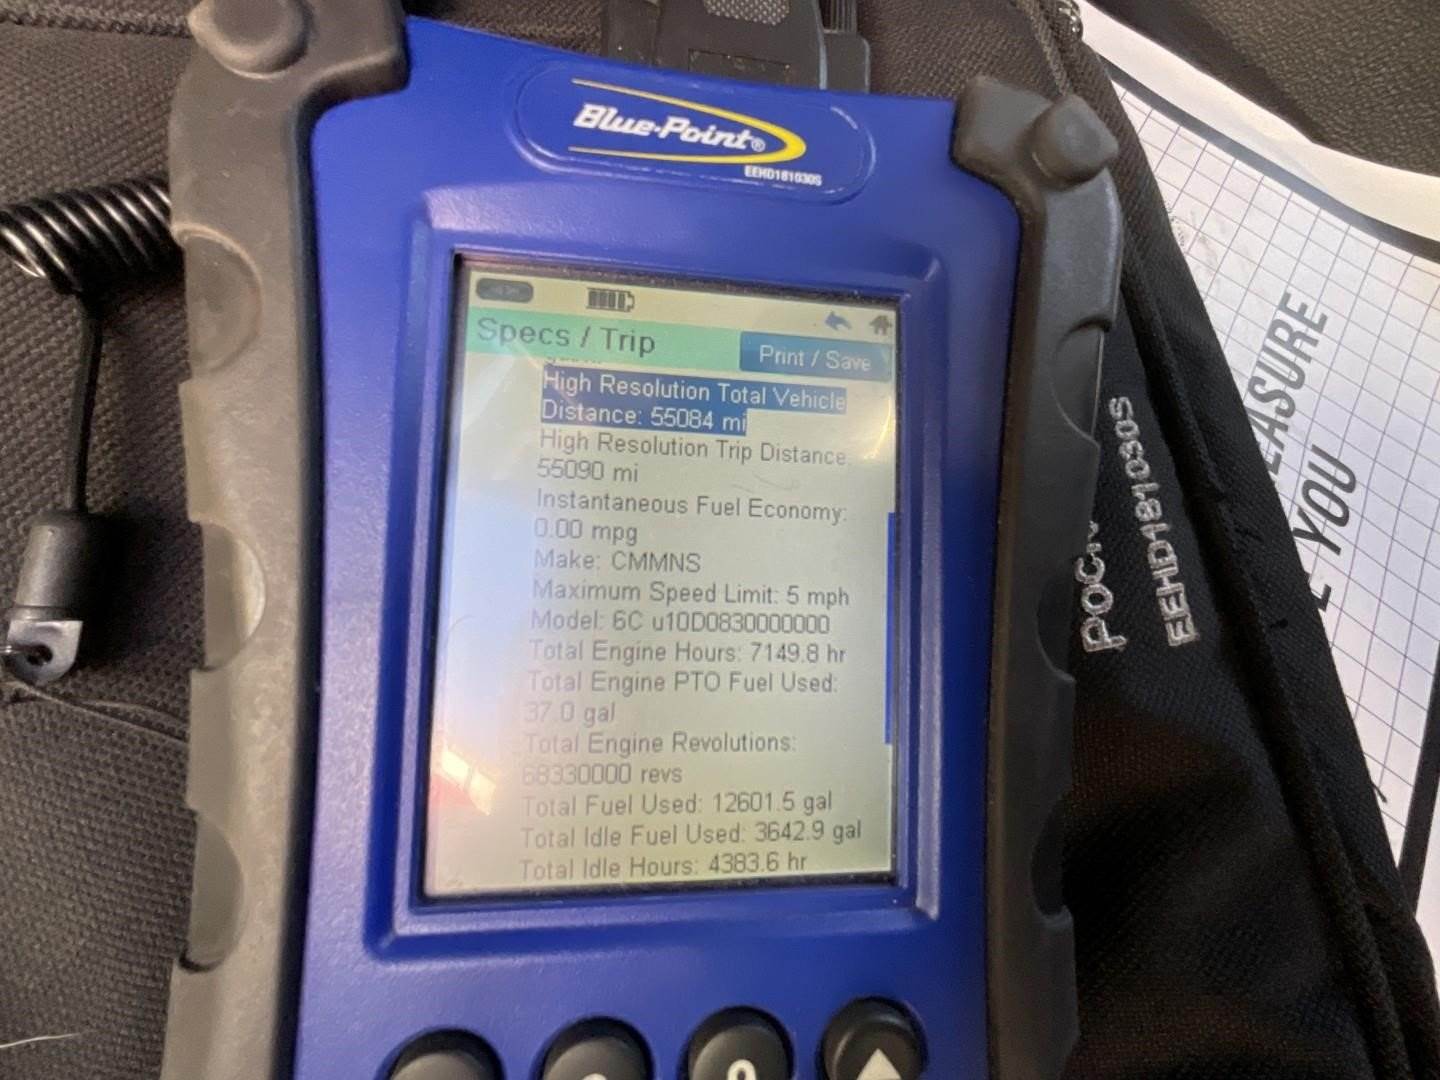 Blue-Point®
EEHD181030S
Specs / Trip
Print / Save
High Resolution Total Vehicle
Distance: 55084 mi
High Resolution Trip Distance:
55090 mi
Instantaneous Fuel Economy:
0.00 mpg
Make: CMMNS
Maximum Speed Limit: 5 mph
Model: 6C u10D0830000000
Total Engine Hours: 7149.8 hr
Total Engine PTO Fuel Used:
37.0 gal
Total Engine Revolutions:
68330000 revs
Total Fuel Used: 12601.5 gal
Total Idle Fuel Used: 3642.9 gal
Total Idle Hours: 4383.6 hr
EEHD181030S
YOU